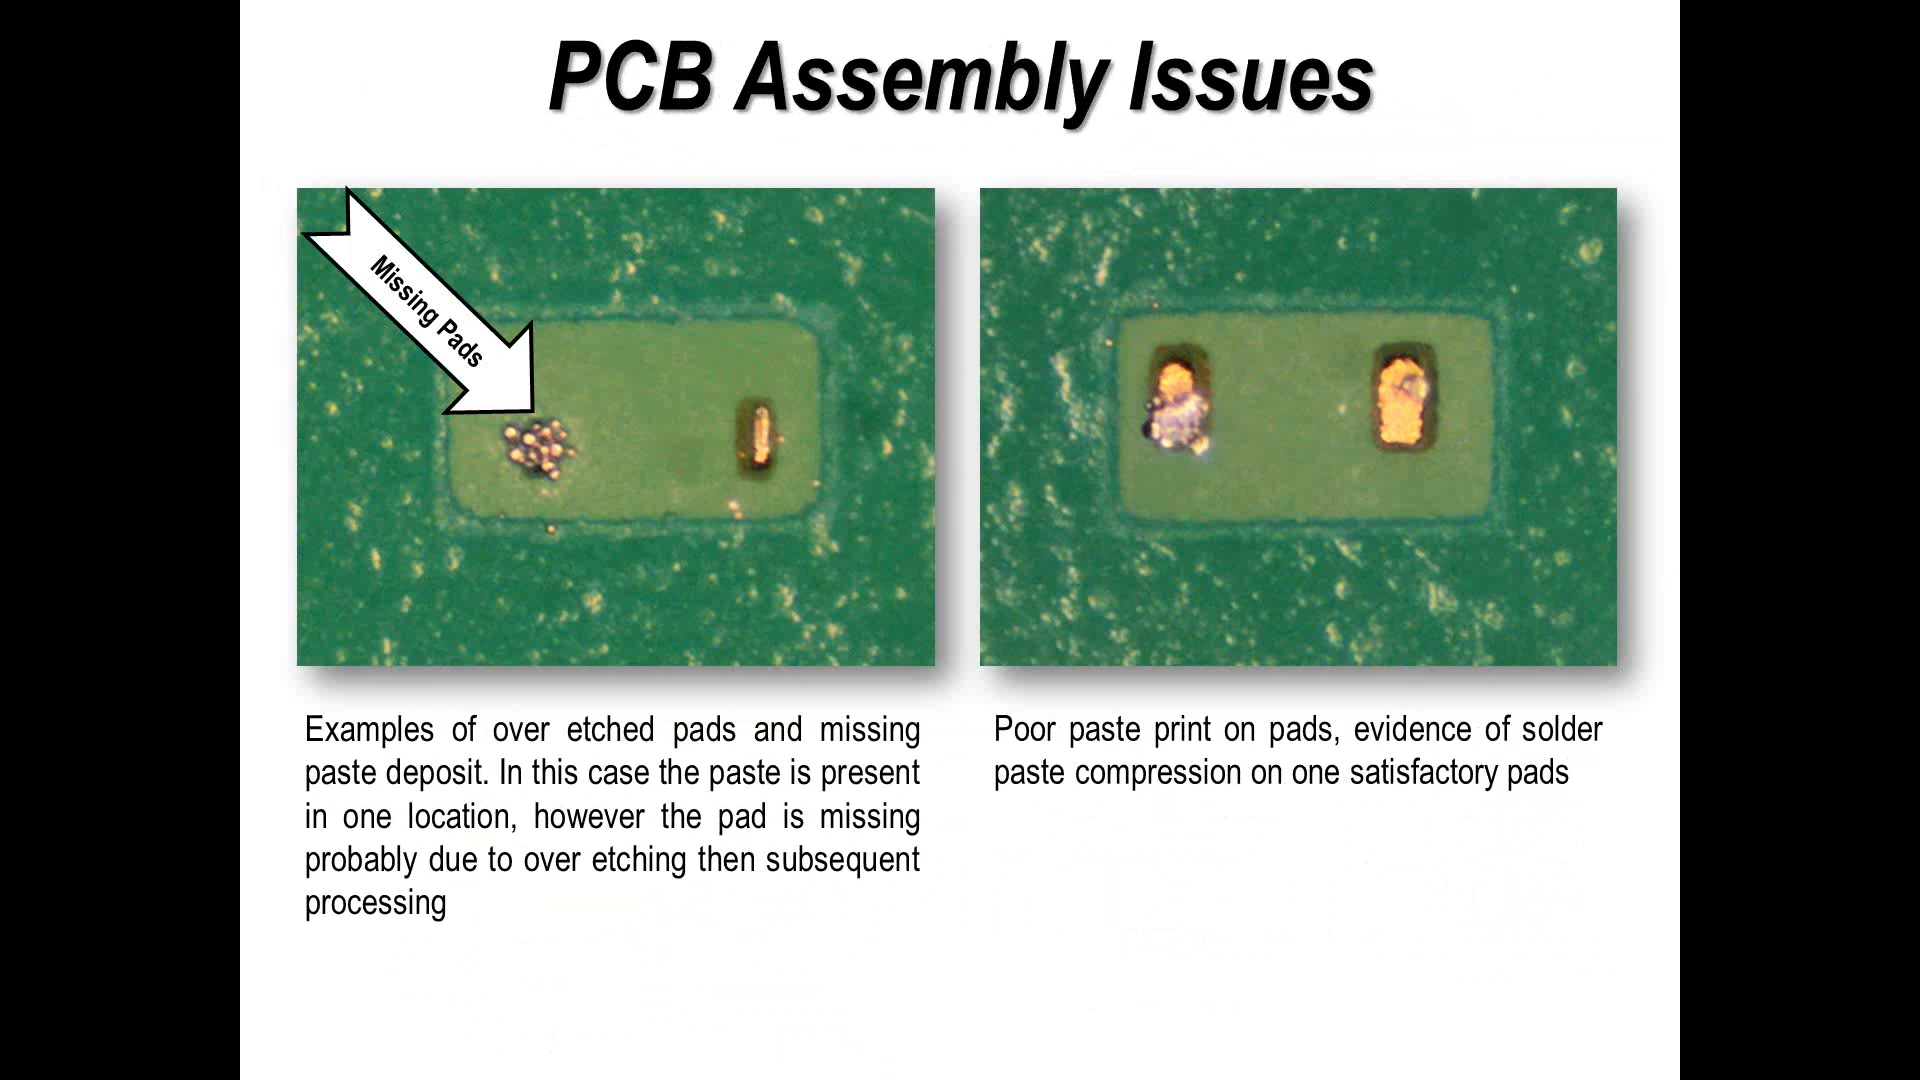 PCB Assembly Issues
Missing Pads
Examples of over etched pads and missing
paste deposit. In this case the paste is present
in one location, however the pad is missing
probably due to over etching then subsequent
processing
Poor paste print on pads, evidence of solder
paste compression on one satisfactory pads